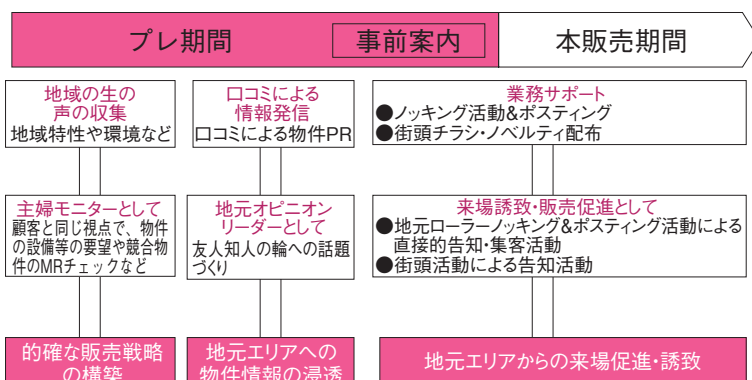 プレ期間
事前案内
本販売期間
地域の生の
声の収集
地域特性や環境など
口コミによる
情報発信
口コミによる物件PR
業務サポート
●ノッキング活動&ポスティング
●街頭チラシ・ノベルティ配布
主婦モニターとして
顧客と同じ視点で、物件
の設備等の要望や競合物
件のMRチェックなど
地元オピニオン
リーダーとして
友人知人の輪への話題
づくり
来場誘致・販売促進として
●地元ローラーノッキング&ポスティング活動による
直接的告知・集客活動
●街頭活動による告知活動
的確な販売戦略
の構築
地元エリアへの
物件情報の浸透
地元エリアからの来場促進・誘致